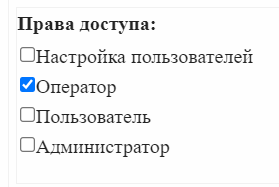 Права доступа:
Настройка пользователей
Оператор
Пользователь
Администратор